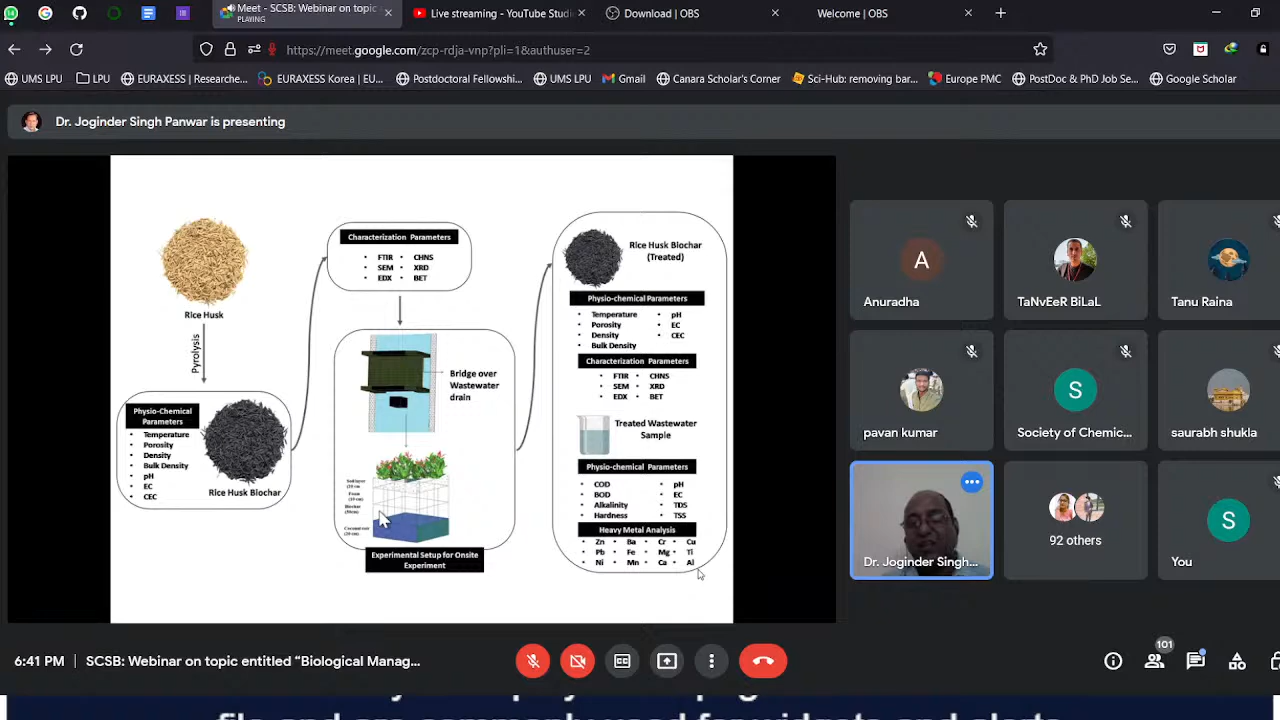 Meet - SCSB: Webinar on topic
PLAYING
Live streaming - YouTube Studi
Download | OBS
Welcome | OBS
https://meet.google.com/zcp-rdja-vnp?pli=1&authuser=2
UMS LPU
LPU
EURAXESS | Researche...
EURAXESS Korea | EU...
Postdoctoral Fellowshi...
UMS LPU
Gmail
Canara Scholar's Corner
Sci-Hub: removing bar...
Europe PMC
PostDoc & PhD Job Se...
Google Scholar
Dr. Joginder Singh Panwar is presenting
Rice Husk
Pyrolysis
Physio-Chemical
Parameters
• Temperature
• Porosity
• Density
• Bulk Density
• pH
• EC
• CEC
Rice Husk Biochar
Characterization Parameters
• FTIR • CHNS
• SEM • XRD
• EDX • BET
Bridge over
Wastewater
drain
Experimental Setup for Onsite
Experiment
Rice Husk Biochar
(Treated)
Physio-chemical Parameters
• Temperature • pH
• Porosity • EC
• Density • CEC
• Bulk Density
Characterization Parameters
• FTIR • CHNS
• SEM • XRD
• EDX • BET
Treated Wastewater
Sample
Physio-chemical Parameters
• COD • pH
• BOD • EC
• Alkalinity • TDS
• Hardness • TSS
Heavy Metal Analysis
• Zn • Ba • Cr • Cu
• Pb • Fe • Mg • Ti
• Ni • Mn • Ca • Al
A
Anuradha
TaNvEeR BiLaL
Tanu Raina
pavan kumar
S
Society of Chemic...
saurabh shukla
Dr. Joginder Singh...
92 others
S
You
6:41 PM | SCSB: Webinar on topic entitled “Biological Manag...
101